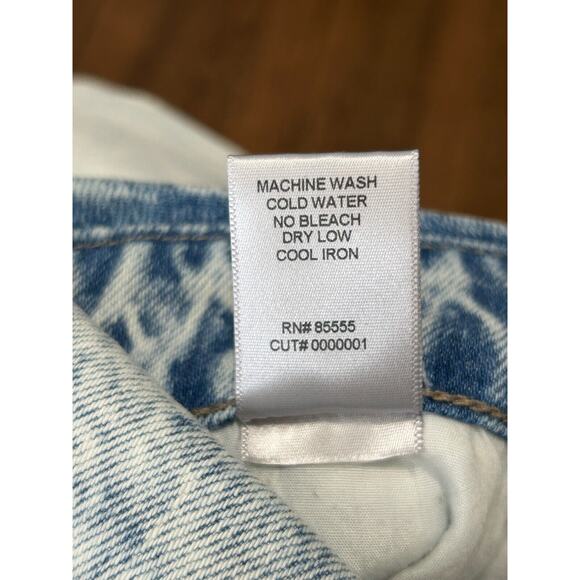 MACHINE WASH
COLD WATER
NO BLEACH
DRY LOW
COOL IRON
RN# 85555
CUT# 0000001